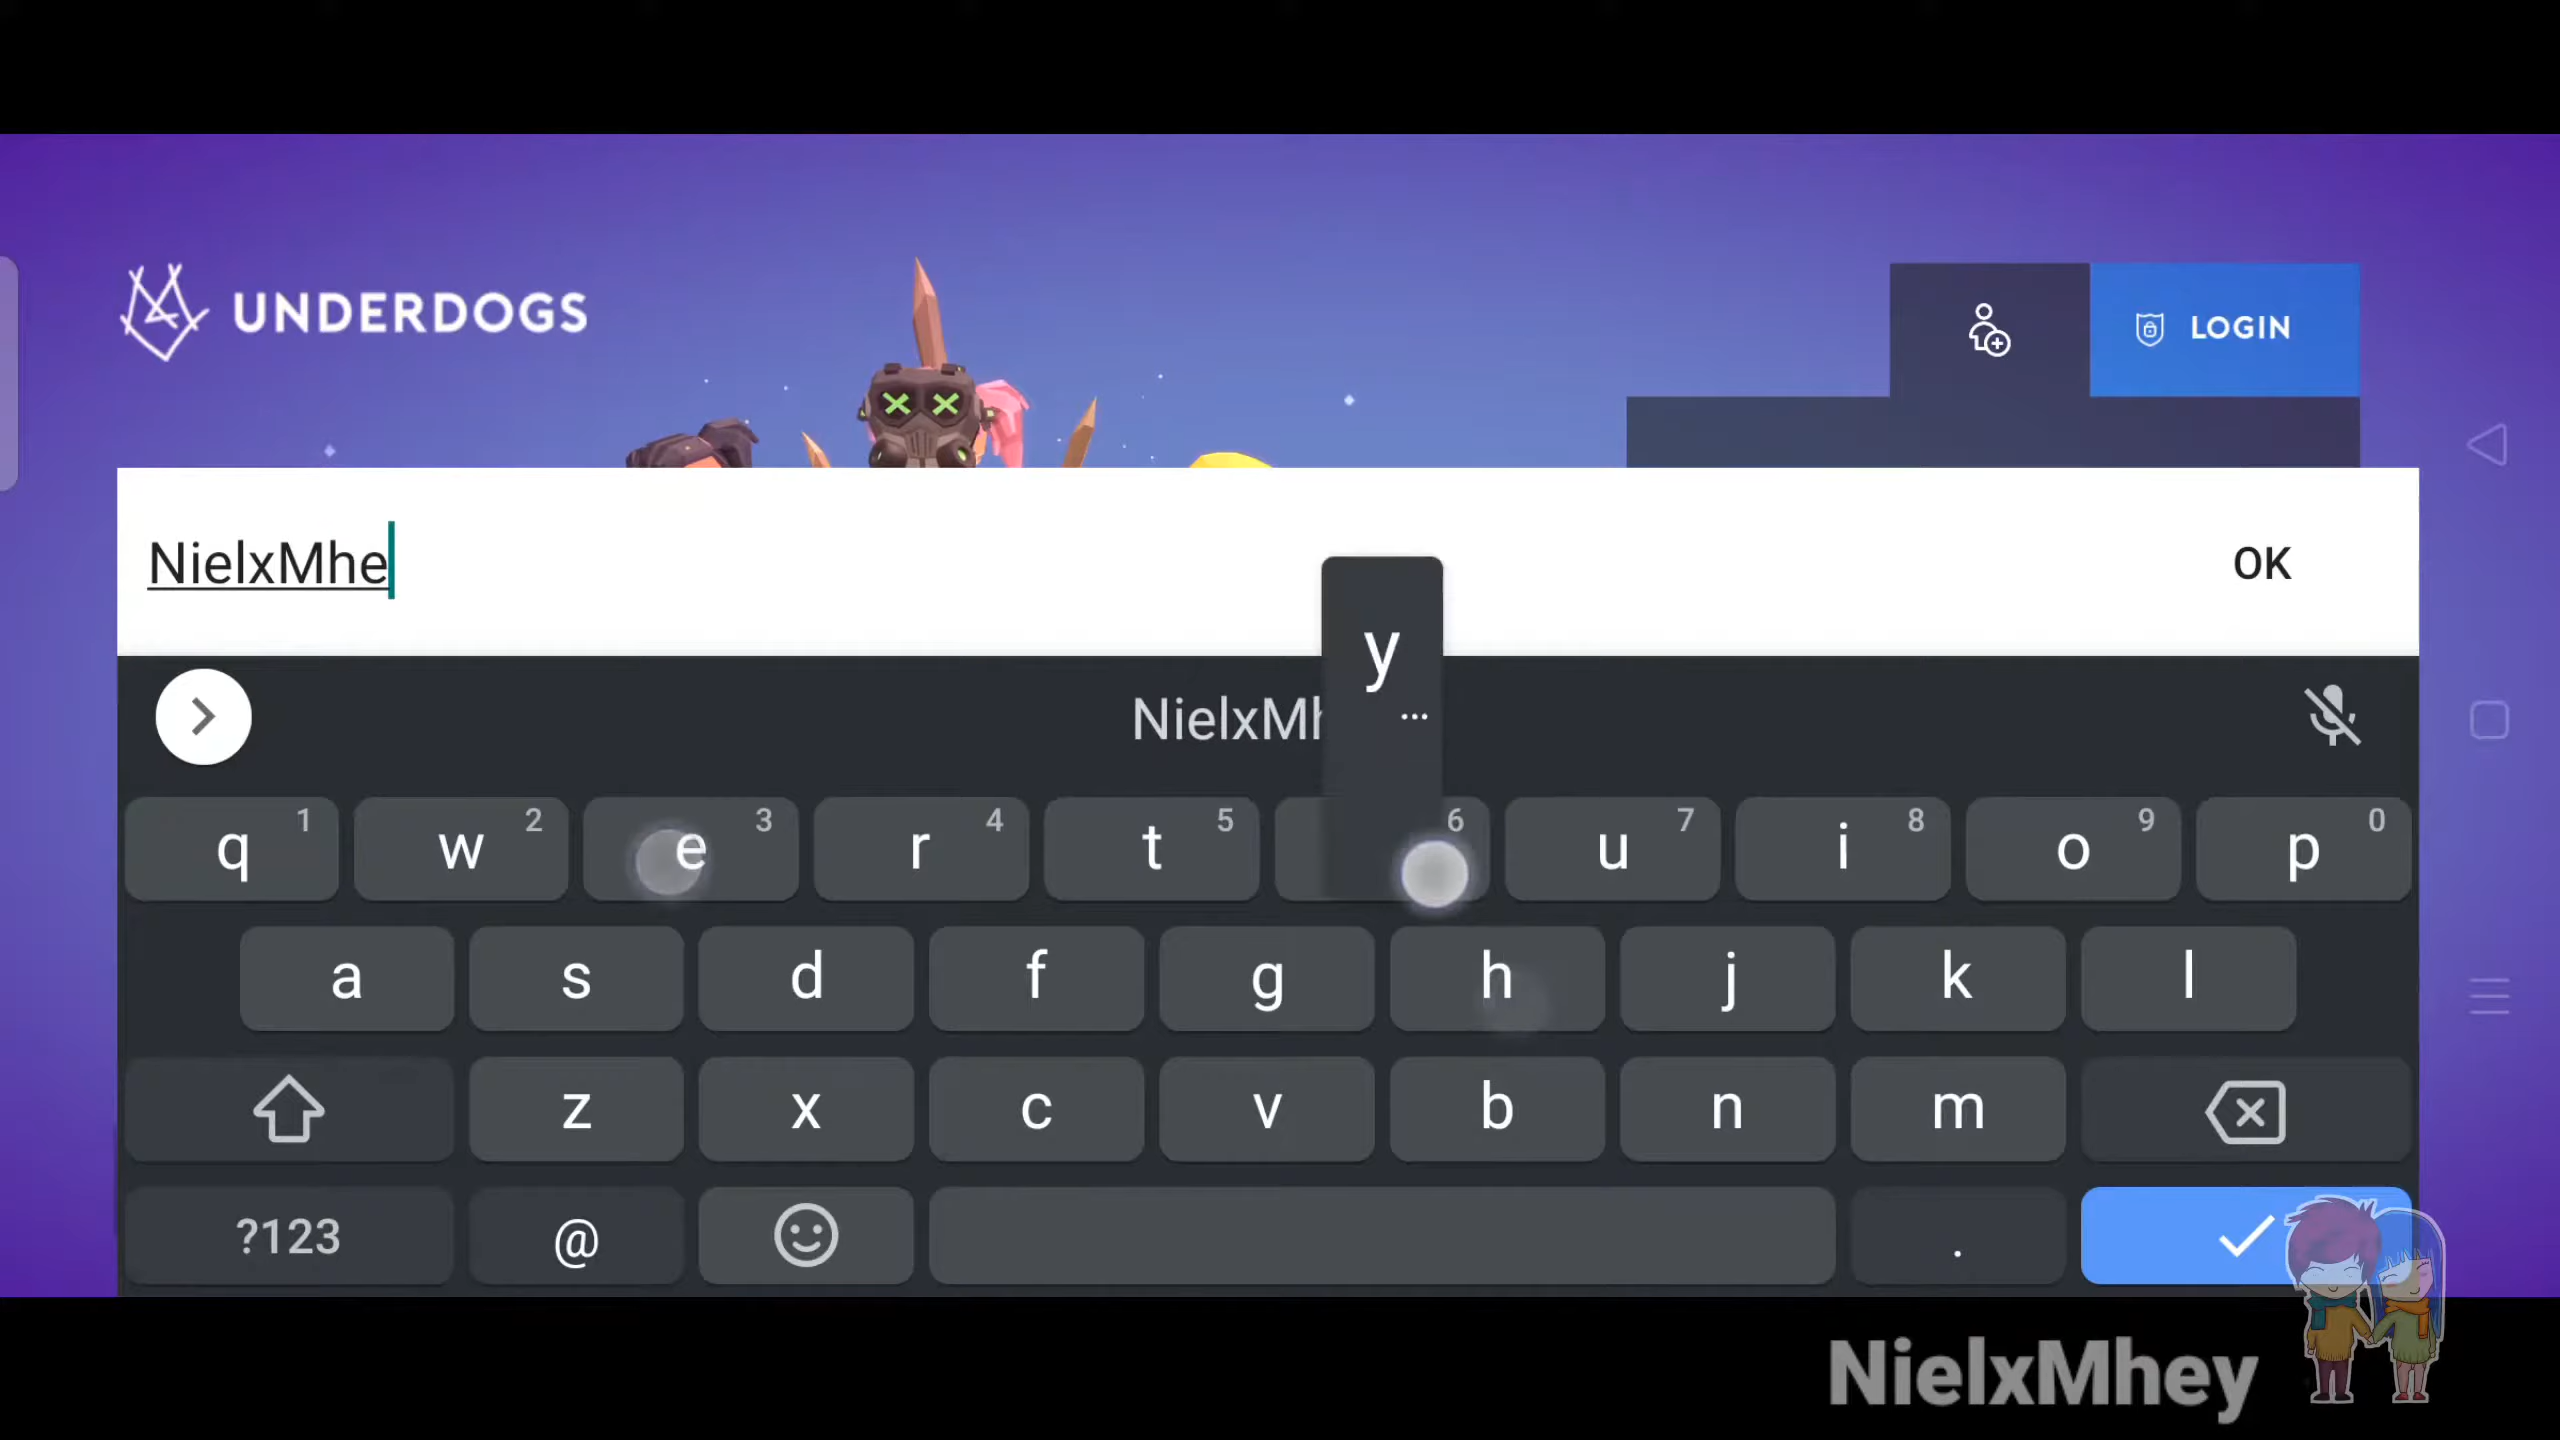 UNDERDOGS
LOGIN
NielxMhe
OK
y
...
NielxMh
q 1 w 2 e 3 r 4 t 5 6 u 7 i 8 o 9 p 0
a s d f g h j k l
z x c v b n m
?123 @ .
NielxMhey